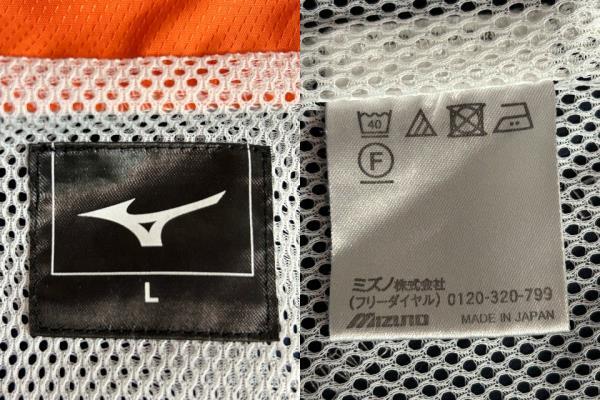 L
40
F
ミズノ株式会社
(フリーダイヤル) 0120-320-799
MIZUNO MADE IN JAPAN